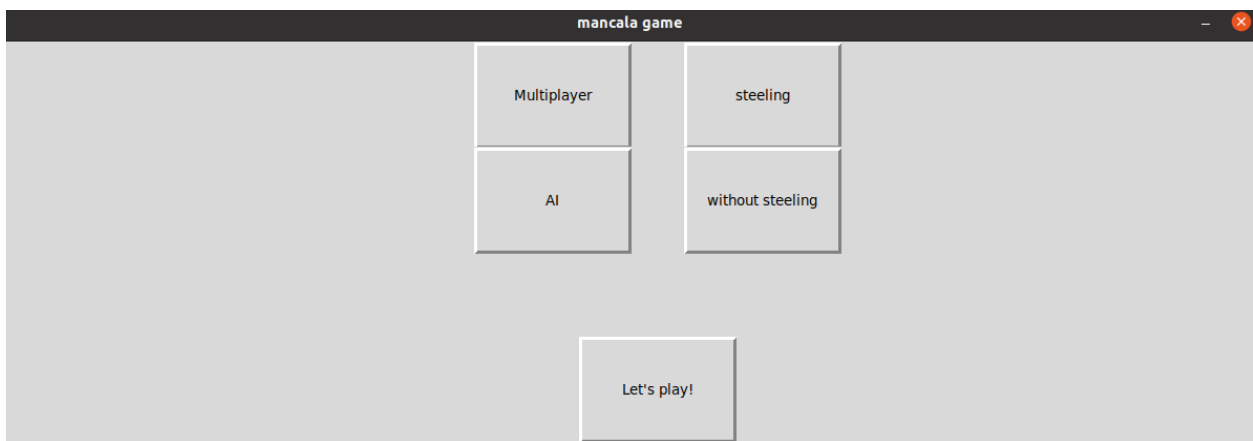 mancala game
Multiplayer
steeling
AI
without steeling
Let's play!